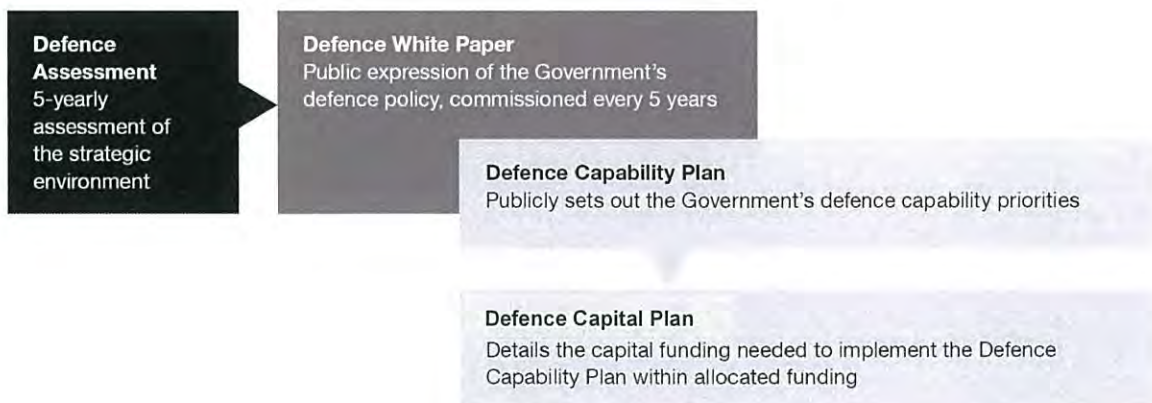 Defence
Assessment
5-yearly
assessment of
the strategic
environment
Defence White Paper
Public expression of the Government's
defence policy, commissioned every 5 years
Defence Capability Plan
Publicly sets out the Government's defence capability priorities
Defence Capital Plan
Details the capital funding needed to implement the Defence
Capability Plan within allocated funding